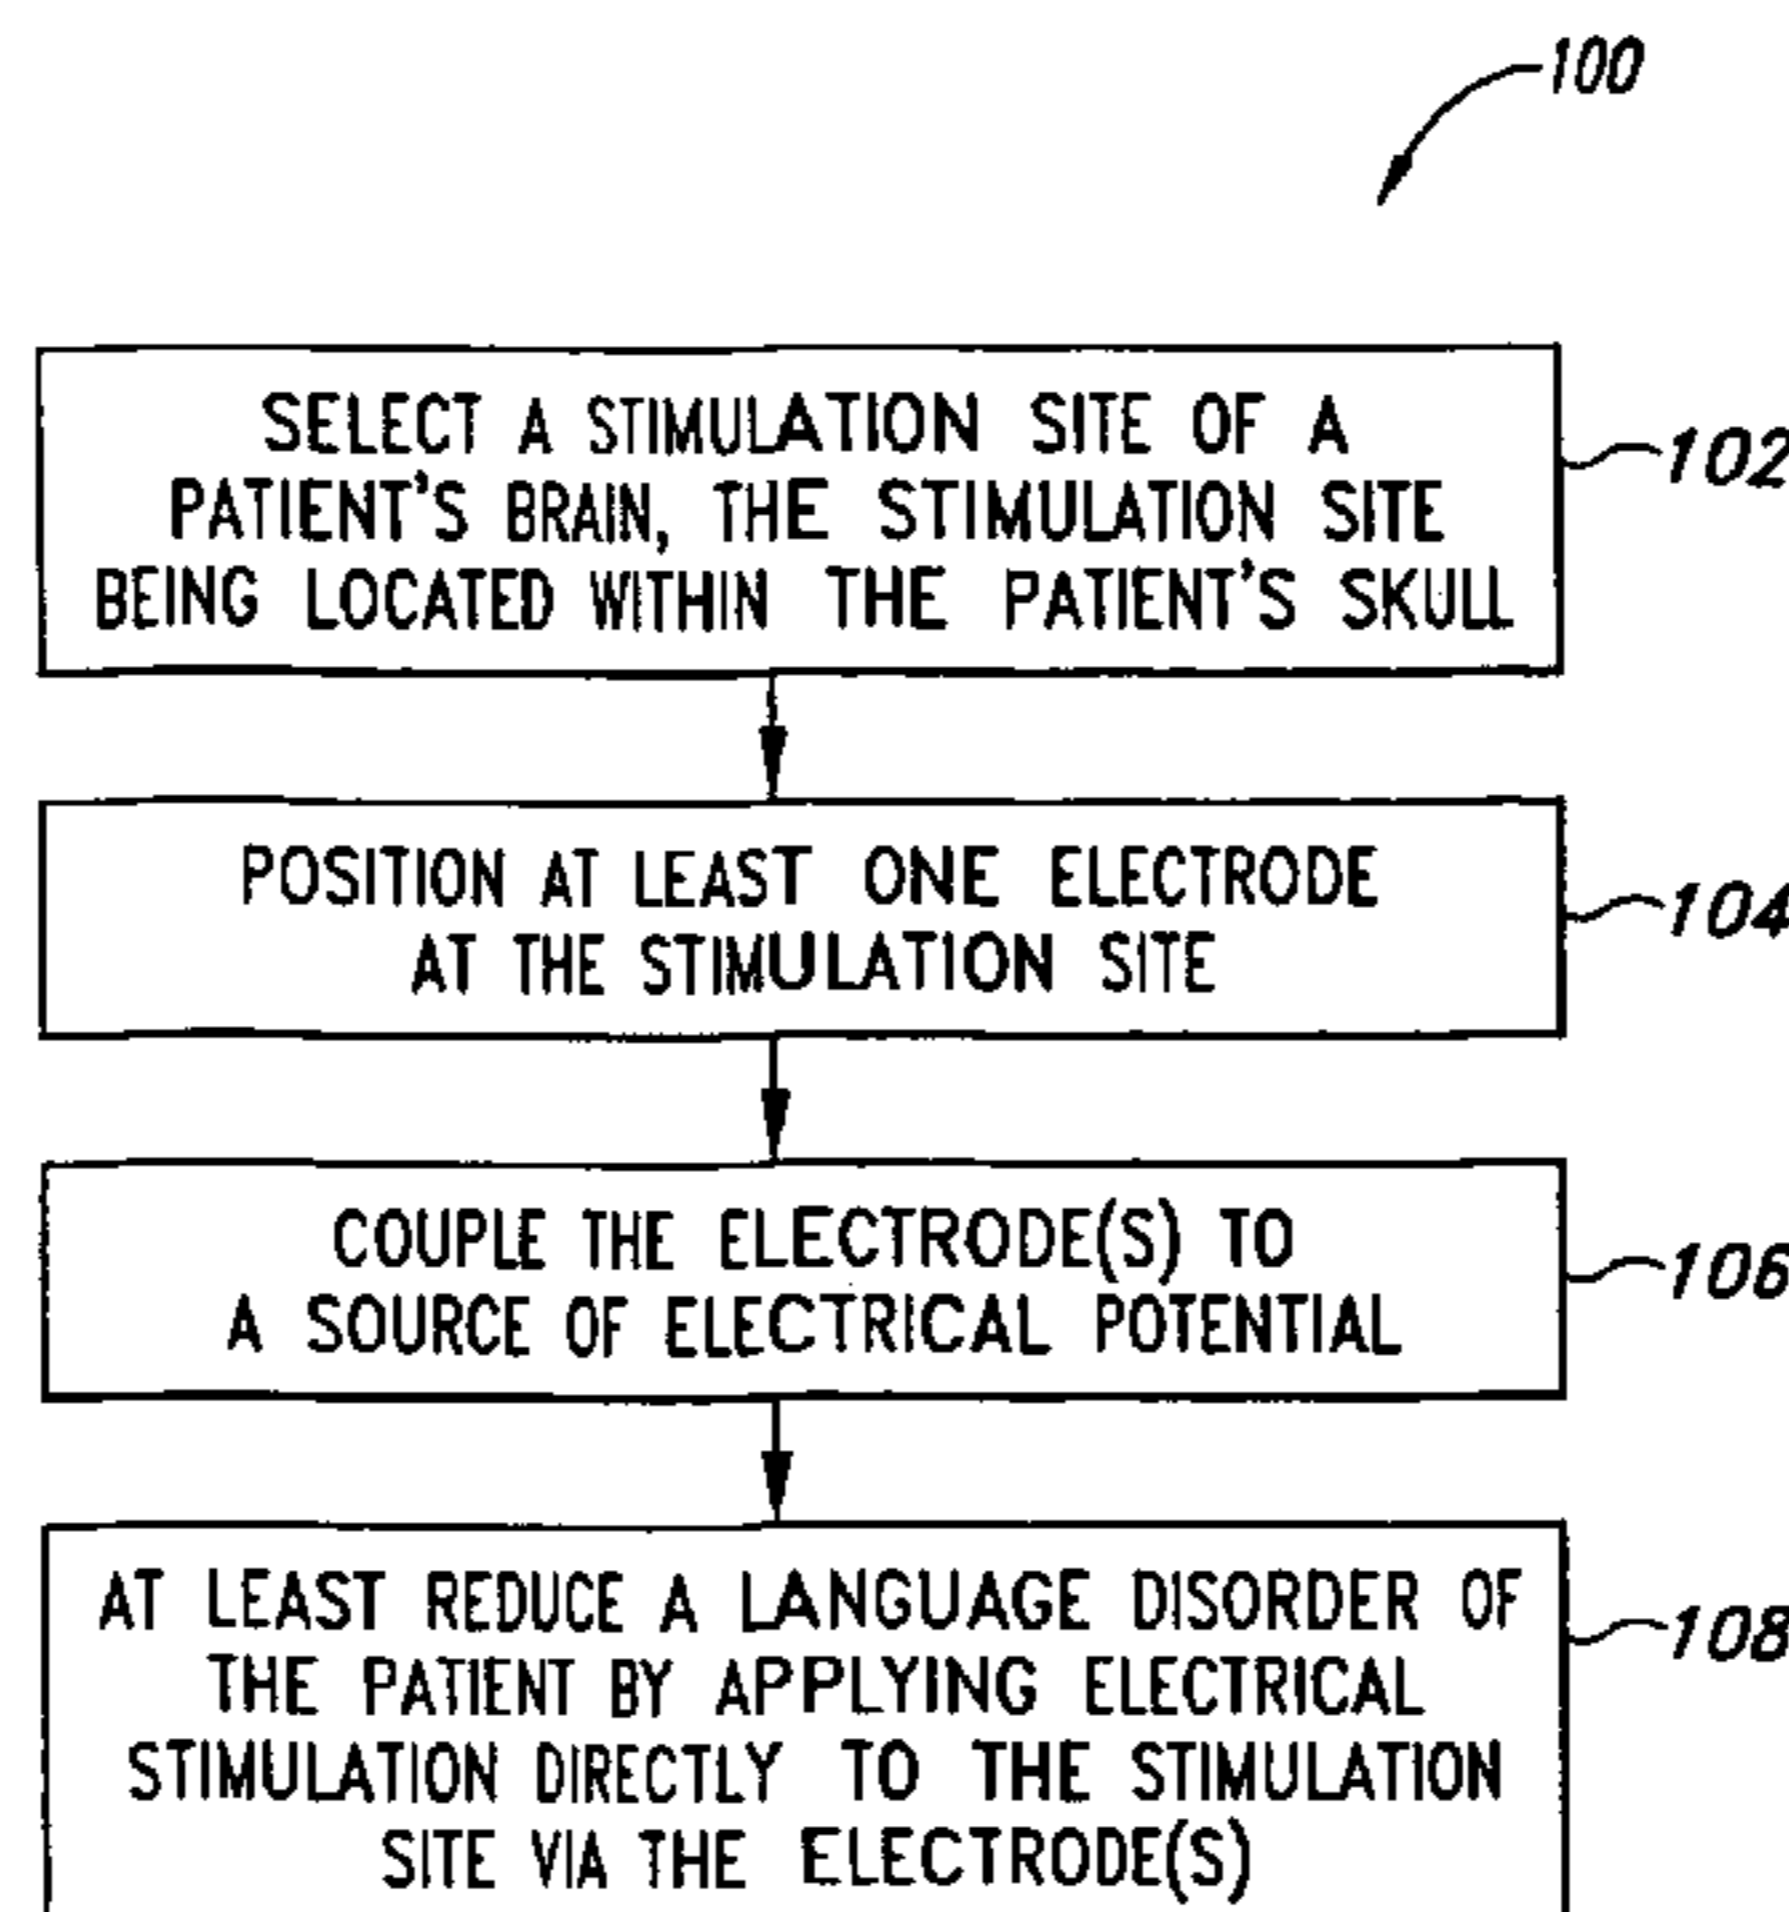 100
SELECT A STIMULATION SITE OF A
PATIENT'S BRAIN, THE STIMULATION SITE
BEING LOCATED WITHIN THE PATIENT'S SKULL
102
POSITION AT LEAST ONE ELECTRODE
AT THE STIMULATION SITE
104
COUPLE THE ELECTRODE(S) TO
A SOURCE OF ELECTRICAL POTENTIAL
106
AT LEAST REDUCE A LANGUAGE DISORDER OF
THE PATIENT BY APPLYING ELECTRICAL
STIMULATION DIRECTLY TO THE STIMULATION
SITE VIA THE ELECTRODE(S)
108